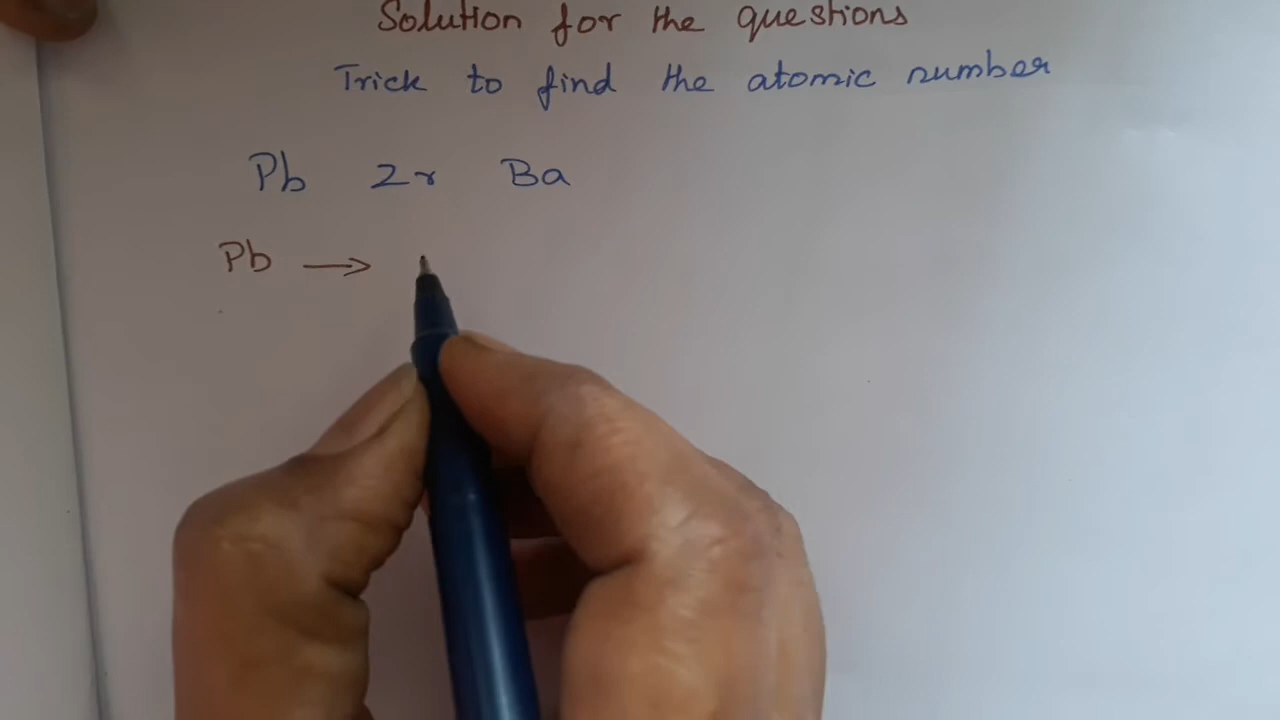 Solution for the questions
Trick to find the atomic number
Pb Zr Ba
Pb →